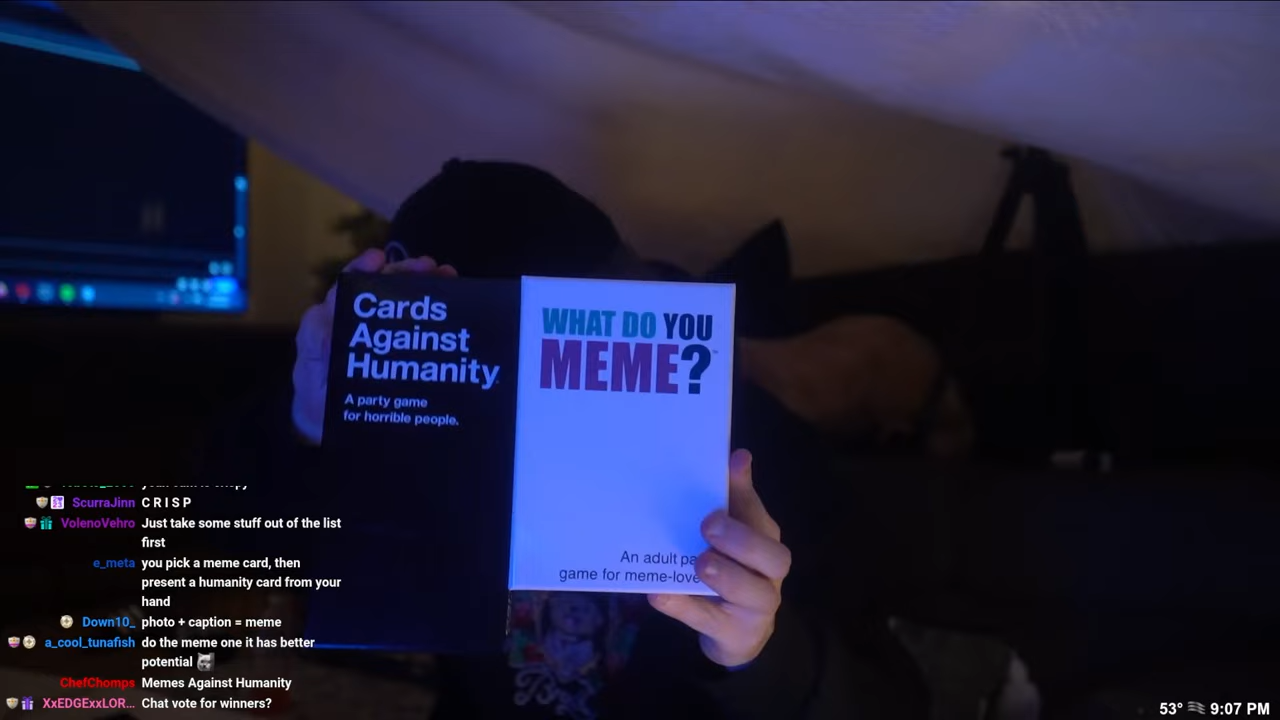 Cards
Against
Humanity
A party game
for horrible people.
WHAT DO YOU
MEME?
An adult
game for
ScurraJinn C R I S P
VolenoVehro Just take some stuff out of the list
first
e_meta you pick a meme card, then
present a humanity card from your
hand
Down10_ photo + caption = meme
a_cool_tunafish do the meme one it has better
potential
ChefChomps Memes Against Humanity
XxEDGExxLOR... Chat vote for winners?
53° 9:07 PM